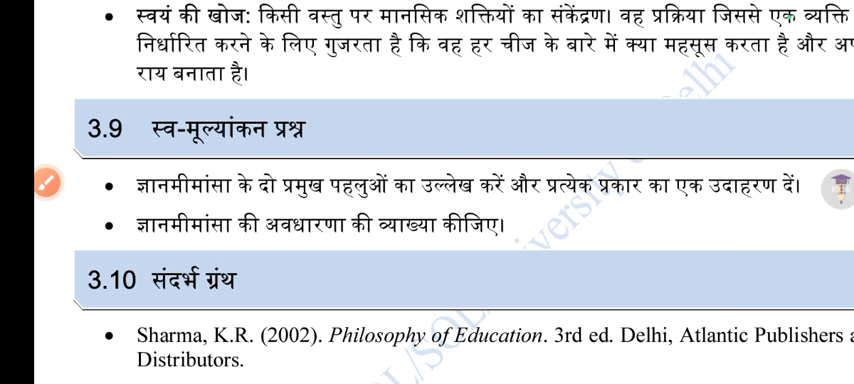 • स्वयं की खोज: किसी वस्तु पर मानसिक शक्तियों का संकेंद्रण। वह प्रक्रिया जिससे एक व्यक्ति
निर्धारित करने के लिए गुजरता है कि वह हर चीज के बारे में क्या महसूस करता है और
राय बनाता है।
3.9 स्व-मूल्यांकन प्रश्न
• ज्ञानमीमांसा के दो प्रमुख पहलुओं का उल्लेख करें और प्रत्येक प्रकार का एक उदाहरण दें।
• ज्ञानमीमांसा की अवधारणा की व्याख्या कीजिए।
3.10 संदर्भ ग्रंथ
• Sharma, K.R. (2002). Philosophy of Education. 3rd ed. Delhi, Atlantic Publishers
Distributors.